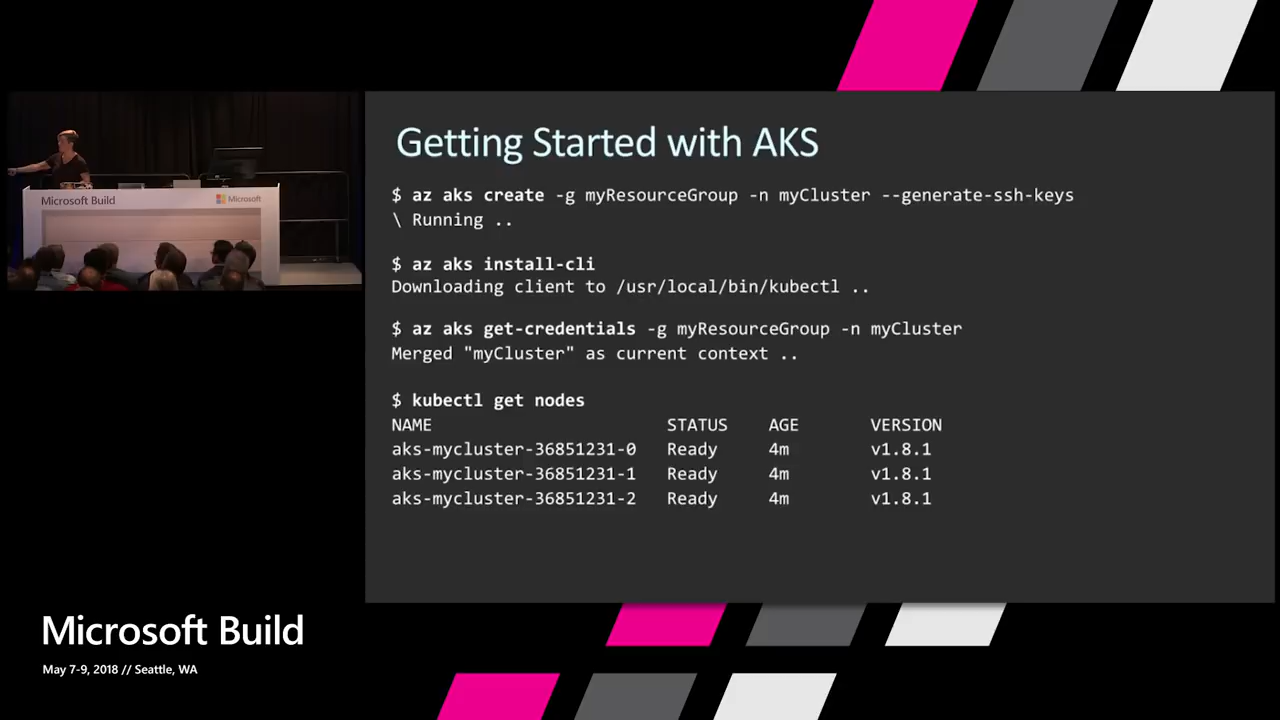 Getting Started with AKS
$ az aks create -g myResourceGroup -n myCluster --generate-ssh-keys
\ Running ..
$ az aks install-cli
Downloading client to /usr/local/bin/kubectl ..
$ az aks get-credentials -g myResourceGroup -n myCluster
Merged "myCluster" as current context ..
$ kubectl get nodes
NAME STATUS AGE VERSION
aks-mycluster-36851231-0 Ready 4m v1.8.1
aks-mycluster-36851231-1 Ready 4m v1.8.1
aks-mycluster-36851231-2 Ready 4m v1.8.1
Microsoft Build
Microsoft
Microsoft Build
May 7-9, 2018 // Seattle, WA